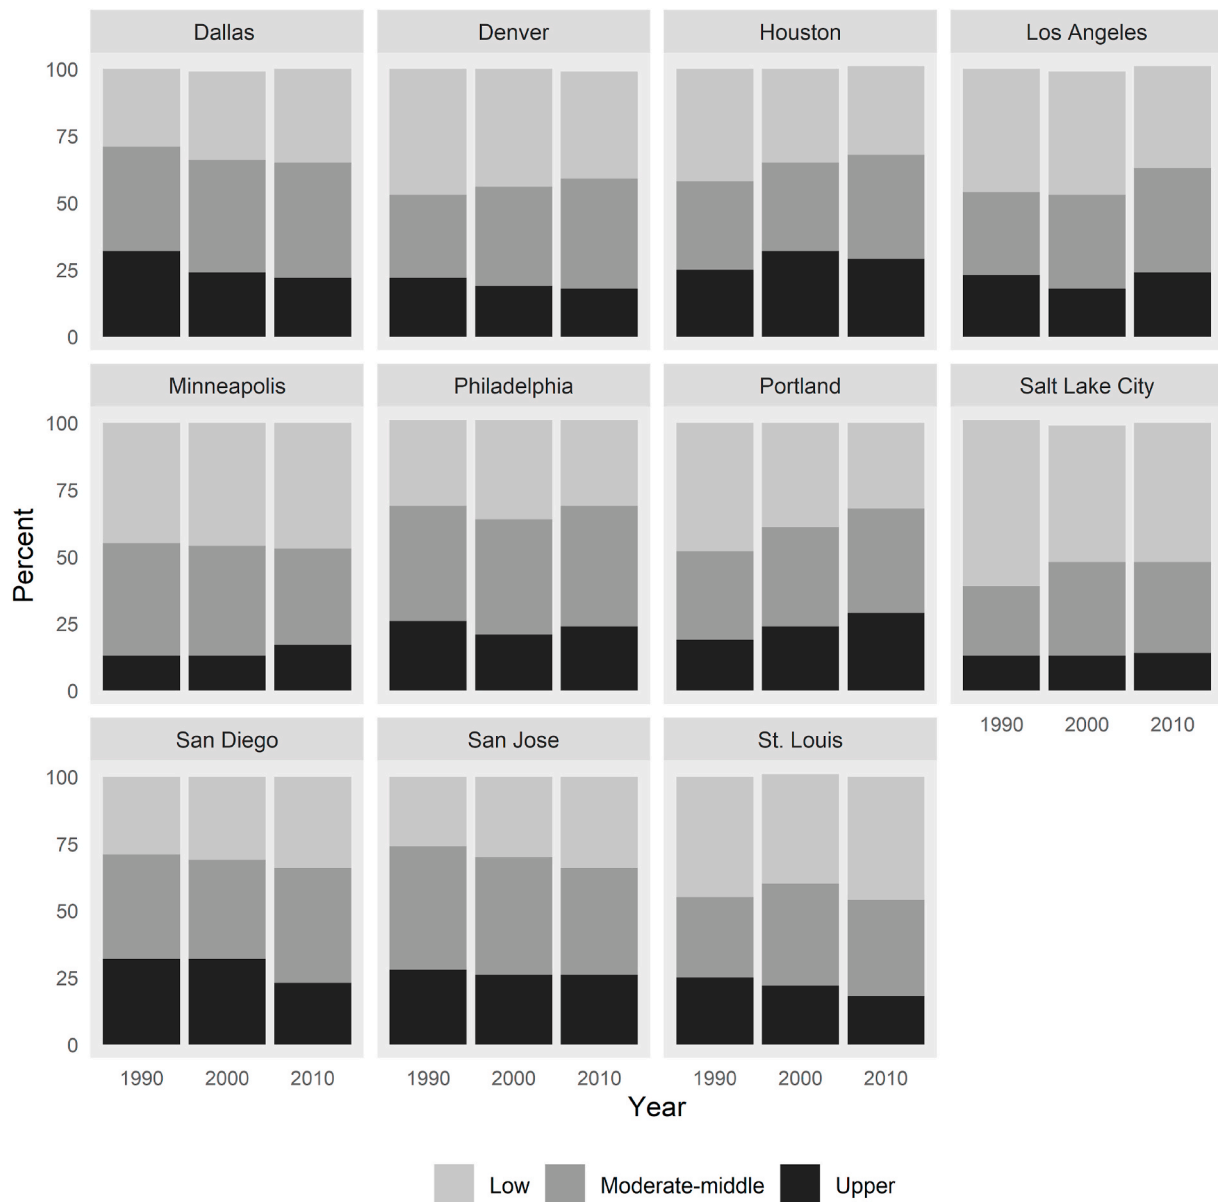 Dallas Denver Houston Los Angeles
100
75
50
25
0
Minneapolis Philadelphia Portland Salt Lake City
100
75
50
25
0
Percent
1990 2000 2010
San Diego San Jose St. Louis
100
75
50
25
0
1990 2000 2010 1990 2000 2010 1990 2000 2010
Year
Low Moderate-middle Upper